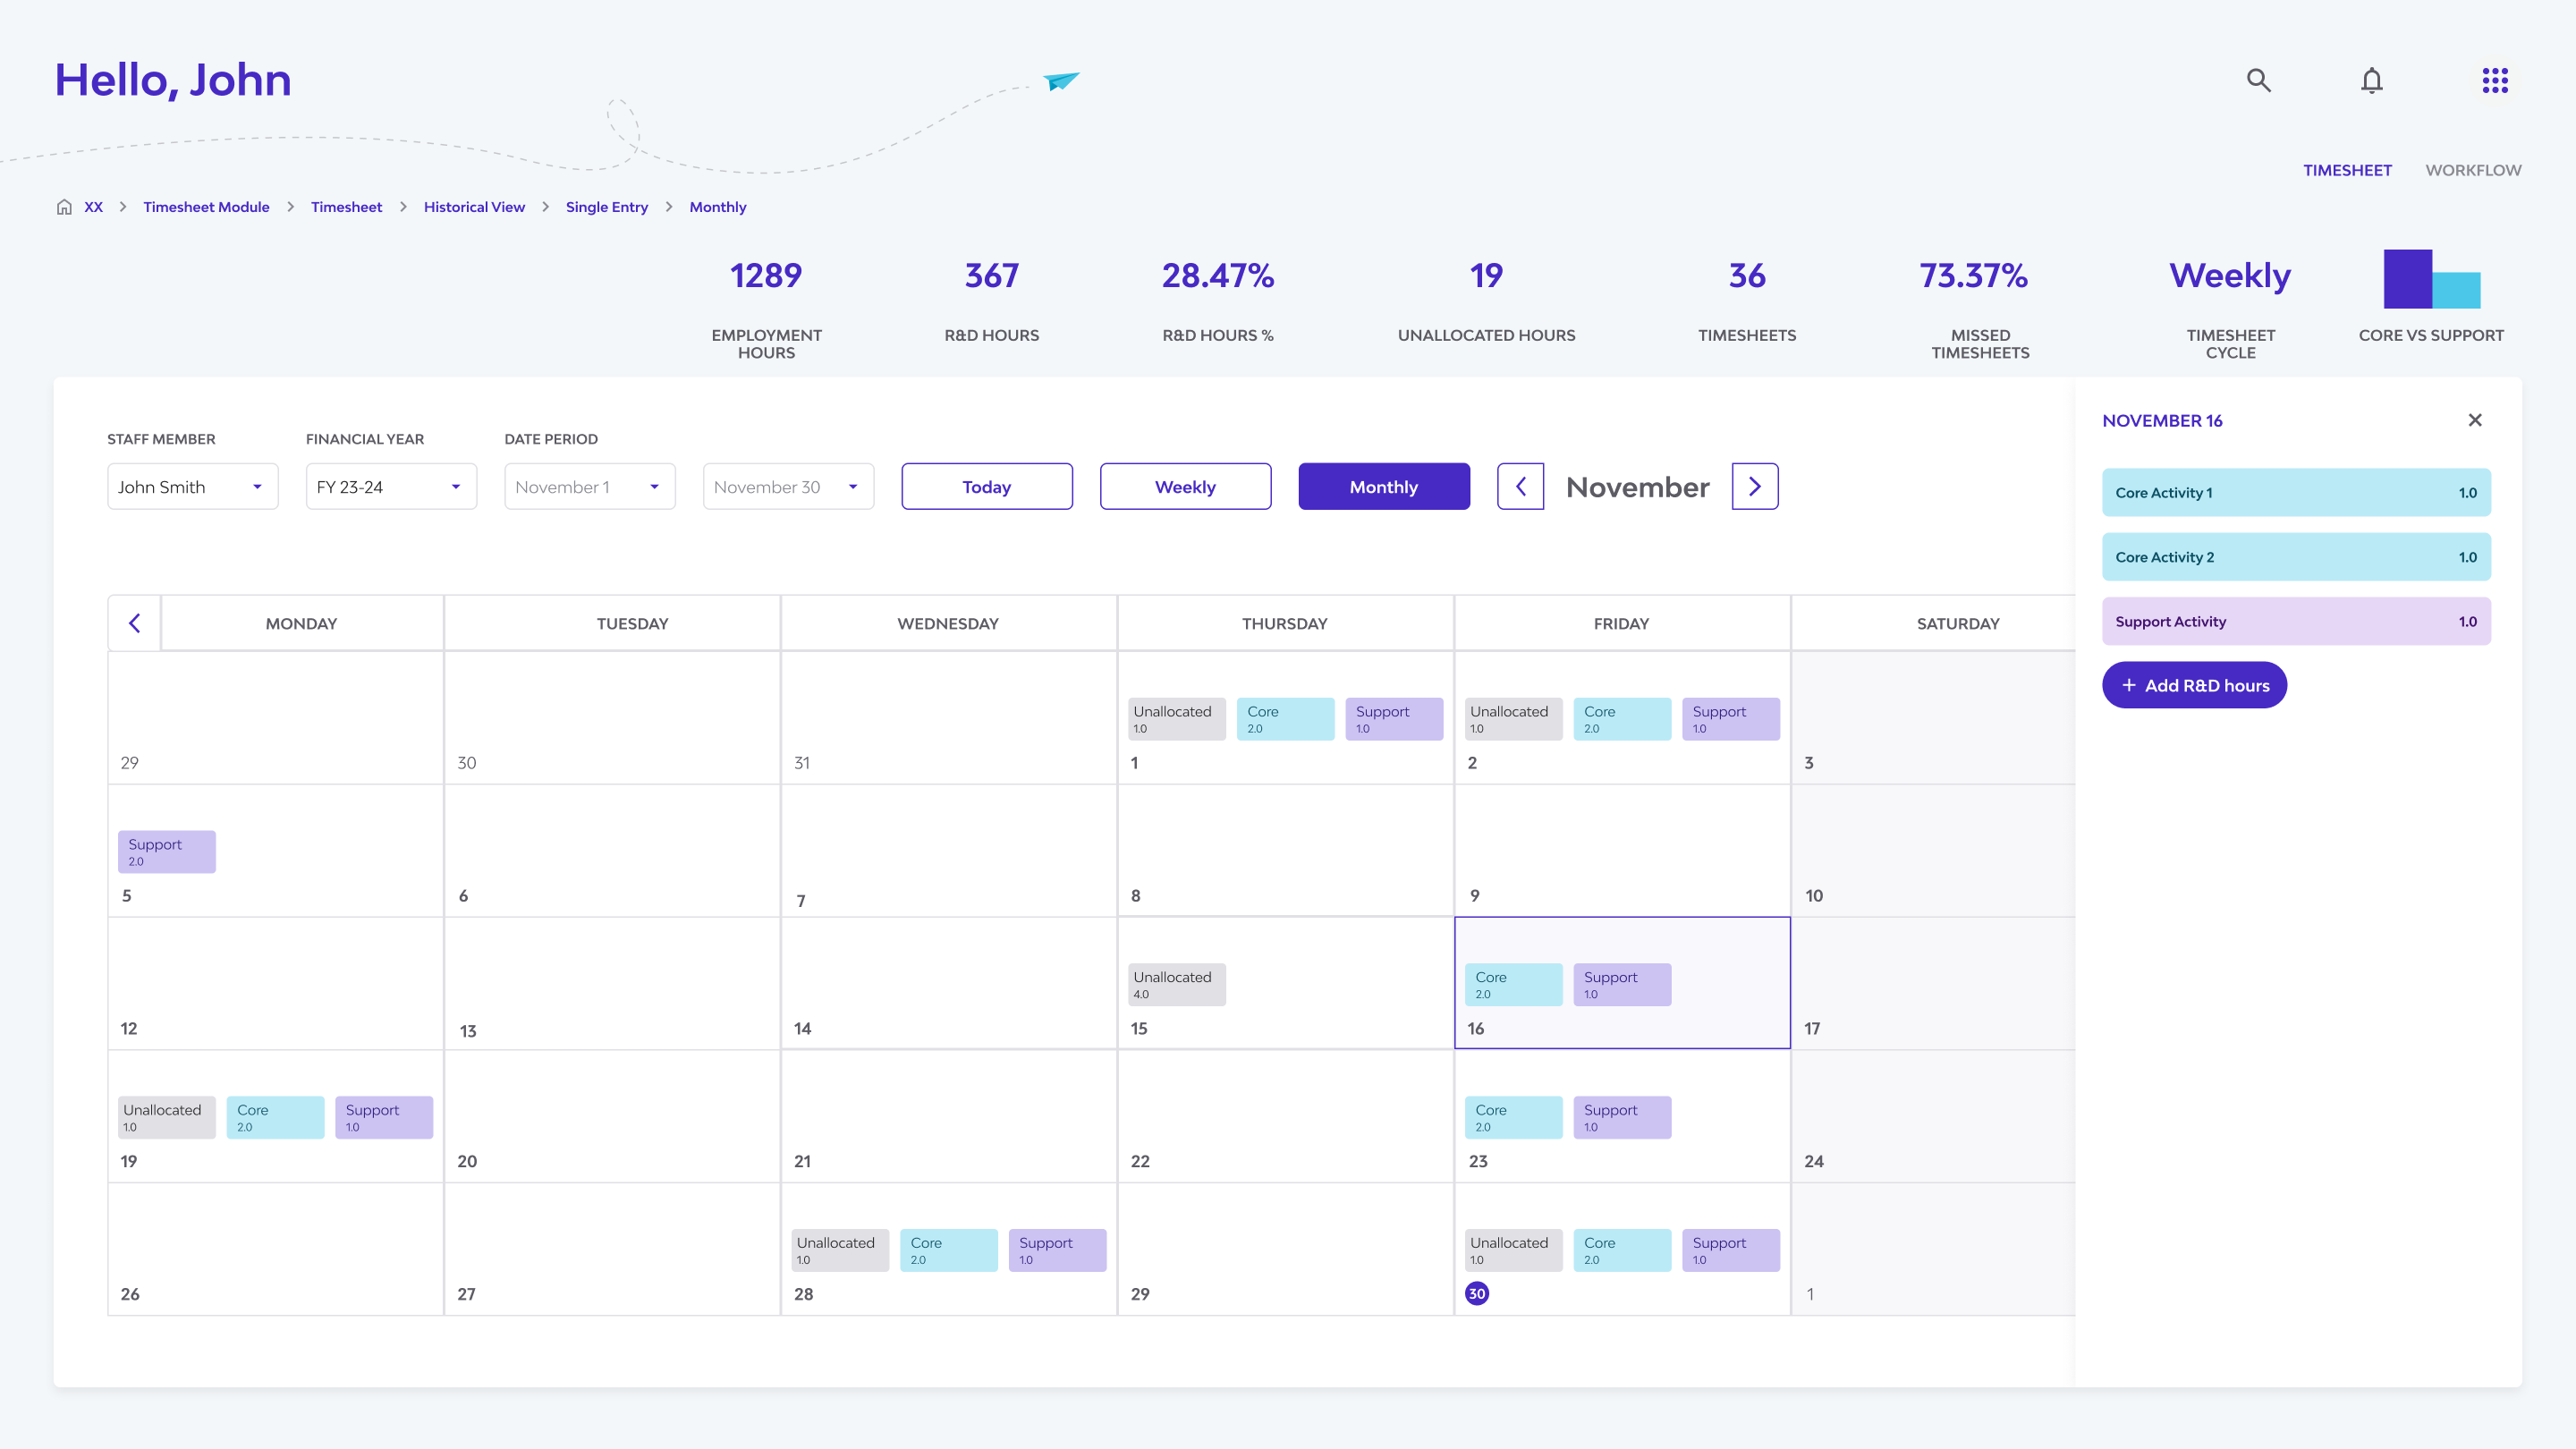 Hello, John
TIMESHEET WORKFLOW
XX > Timesheet Module > Timesheet > Historical View > Single Entry > Monthly
1289 367 28.47% 19 36 73.37% Weekly
EMPLOYMENT HOURS R&D HOURS R&D HOURS % UNALLOCATED HOURS TIMESHEETS MISSED TIMESHEETS TIMESHEET CYCLE CORE VS SUPPORT
STAFF MEMBER FINANCIAL YEAR DATE PERIOD
John Smith FY 23-24 November 1 November 30 Today Weekly Monthly November
MONDAY TUESDAY WEDNESDAY THURSDAY FRIDAY SATURDAY
Unallocated Core Support Unallocated Core Support
1.0 2.0 1.0 1.0 2.0 1.0
29 30 31 1 2 3
Support
2.0
5 6 7 8 9 10
Unallocated Core Support
4.0 2.0 1.0
12 13 14 15 16 17
Unallocated Core Support Core Support
1.0 2.0 1.0 2.0 1.0
19 20 21 22 23 24
Unallocated Core Support Unallocated Core Support
1.0 2.0 1.0 1.0 2.0 1.0
26 27 28 29 30 1
NOVEMBER 16
Core Activity 1 1.0
Core Activity 2 1.0
Support Activity 1.0
+ Add R&D hours